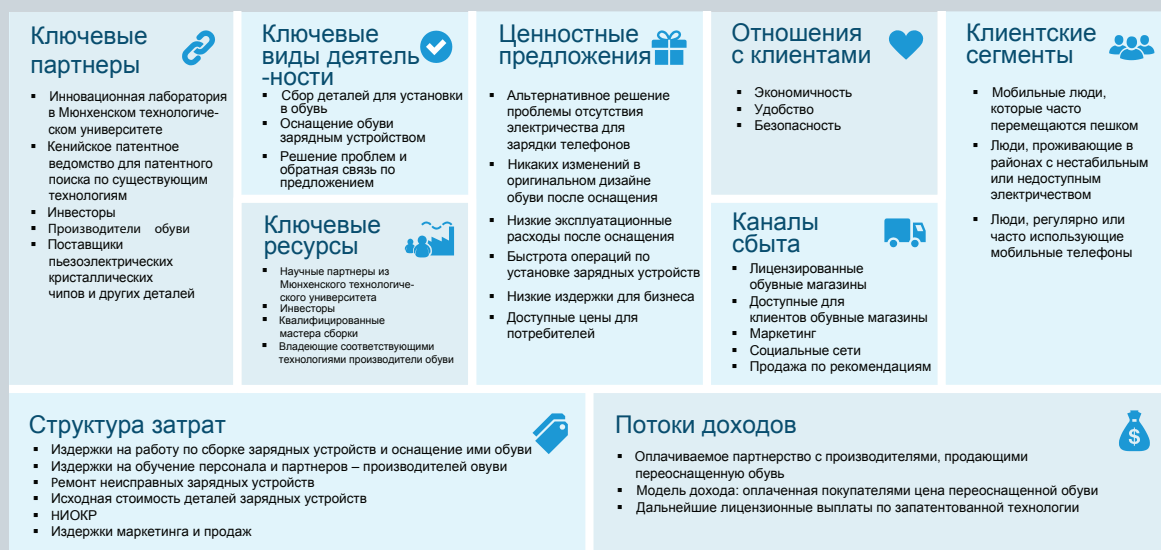 Ключевые
партнеры
▪ Инновационная лаборатория
в Мюнхенском технологиче-
ском университете
▪ Кенийское патентное
ведомство для патентного
поиска по существующим
технологиям
▪ Инвесторы
▪ Производители обуви
▪ Поставщики
пьезоэлектрических
кристаллических
чипов и других деталей
Ключевые
виды деятель
-ности
▪ Сбор деталей для установки
в обувь
▪ Оснащение обуви
зарядным устройством
▪ Решение проблем и
обратная связь по
предложением
Ключевые
ресурсы
▪ Научные партнеры из
Мюнхенского технологиче-
ского университета
▪ Инвесторы
▪ Квалифицированные
мастера сборки
▪ Владеющие соответствующими
технологиями производители обуви
Ценностные
предложения
▪ Альтернативное решение
проблемы отсутствия
электричества для
зарядки телефонов
▪ Никаких изменений в
оригинальном дизайне
обуви после оснащения
▪ Низкие эксплуатационные
расходы после оснащения
▪ Быстрота операций по
установке зарядных устройств
▪ Низкие издержки для бизнеса
▪ Доступные цены для
потребителей
Отношения
с клиентами
▪ Экономичность
▪ Удобство
▪ Безопасность
Каналы
сбыта
▪ Лицензированные
обувные магазины
▪ Доступные для
клиентов обувные магазины
▪ Маркетинг
▪ Социальные сети
▪ Продажа по рекомендациям
Клиентские
сегменты
▪ Мобильные люди,
которые часто
перемещаются пешком
▪ Люди, проживающие в
районах с нестабильным
или недоступным
электричеством
▪ Люди, регулярно или
часто использующие
мобильные телефоны
Структура затрат
▪ Издержки на работу по сборке зарядных устройств и оснащение ими обуви
▪ Издержки на обучение персонала и партнеров – производителей овуви
▪ Ремонт неисправных зарядных устройств
▪ Исходная стоимость деталей зарядных устройств
▪ НИОКР
▪ Издержки маркетинга и продаж
Потоки доходов
$
▪ Оплачиваемое партнерство с производителями, продающими
переоснащенную обувь
▪ Модель дохода: оплаченная покупателями цена переоснащенной обуви
▪ Дальнейшие лицензионные выплаты по запатентованной технологии